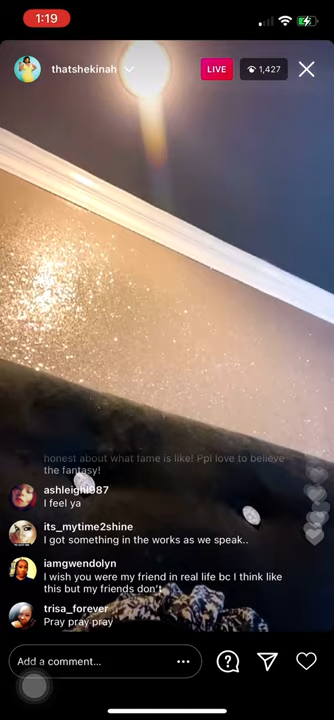 1:19
thatshekinah
LIVE
1,427
honest about what fame is like! Ppl love to believe
the fantasy!
ashleighl987
I feel ya
its_mytime2shine
I got something in the works as we speak..
iamgwendolyn
I wish you were my friend in real life bc I think like
this but my friends don't
trisa_forever
Pray pray pray
Add a comment...